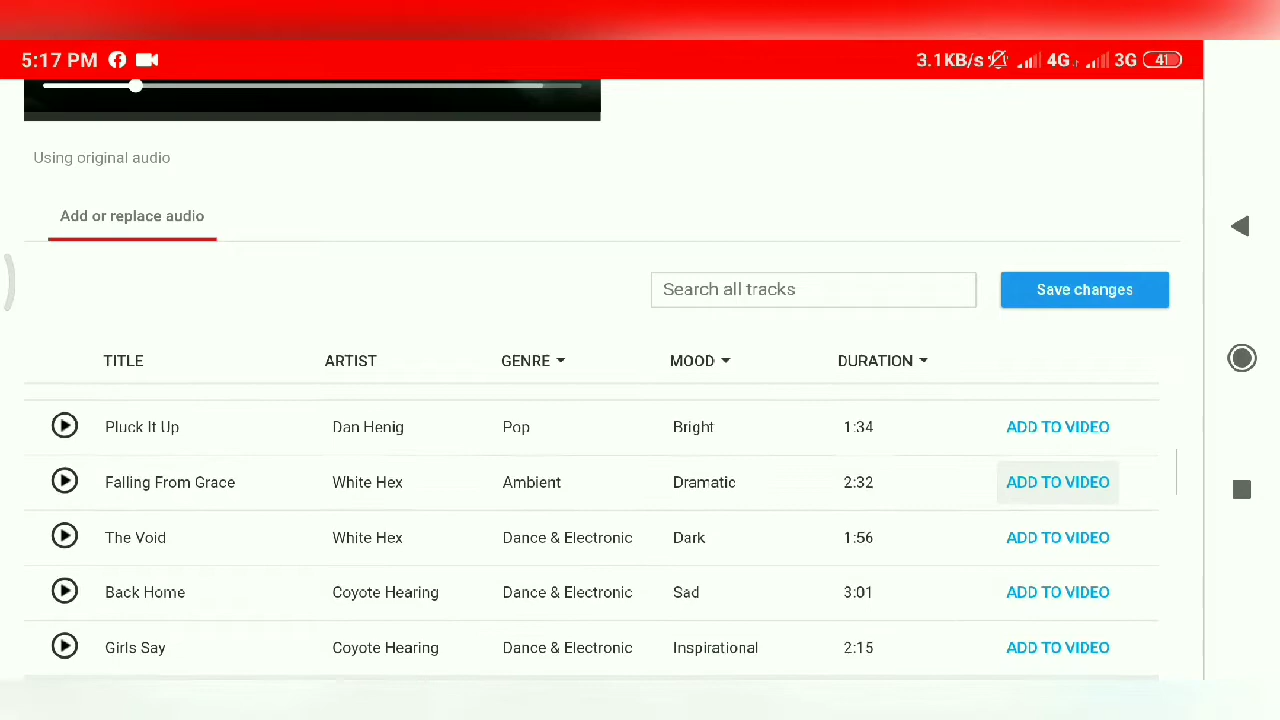 5:17 PM 3.1KB/s 4G 3G 41
Using original audio
Add or replace audio
Search all tracks Save changes
TITLE ARTIST GENRE MOOD DURATION
Pluck It Up Dan Henig Pop Bright 1:34 ADD TO VIDEO
Falling From Grace White Hex Ambient Dramatic 2:32 ADD TO VIDEO
The Void White Hex Dance & Electronic Dark 1:56 ADD TO VIDEO
Back Home Coyote Hearing Dance & Electronic Sad 3:01 ADD TO VIDEO
Girls Say Coyote Hearing Dance & Electronic Inspirational 2:15 ADD TO VIDEO